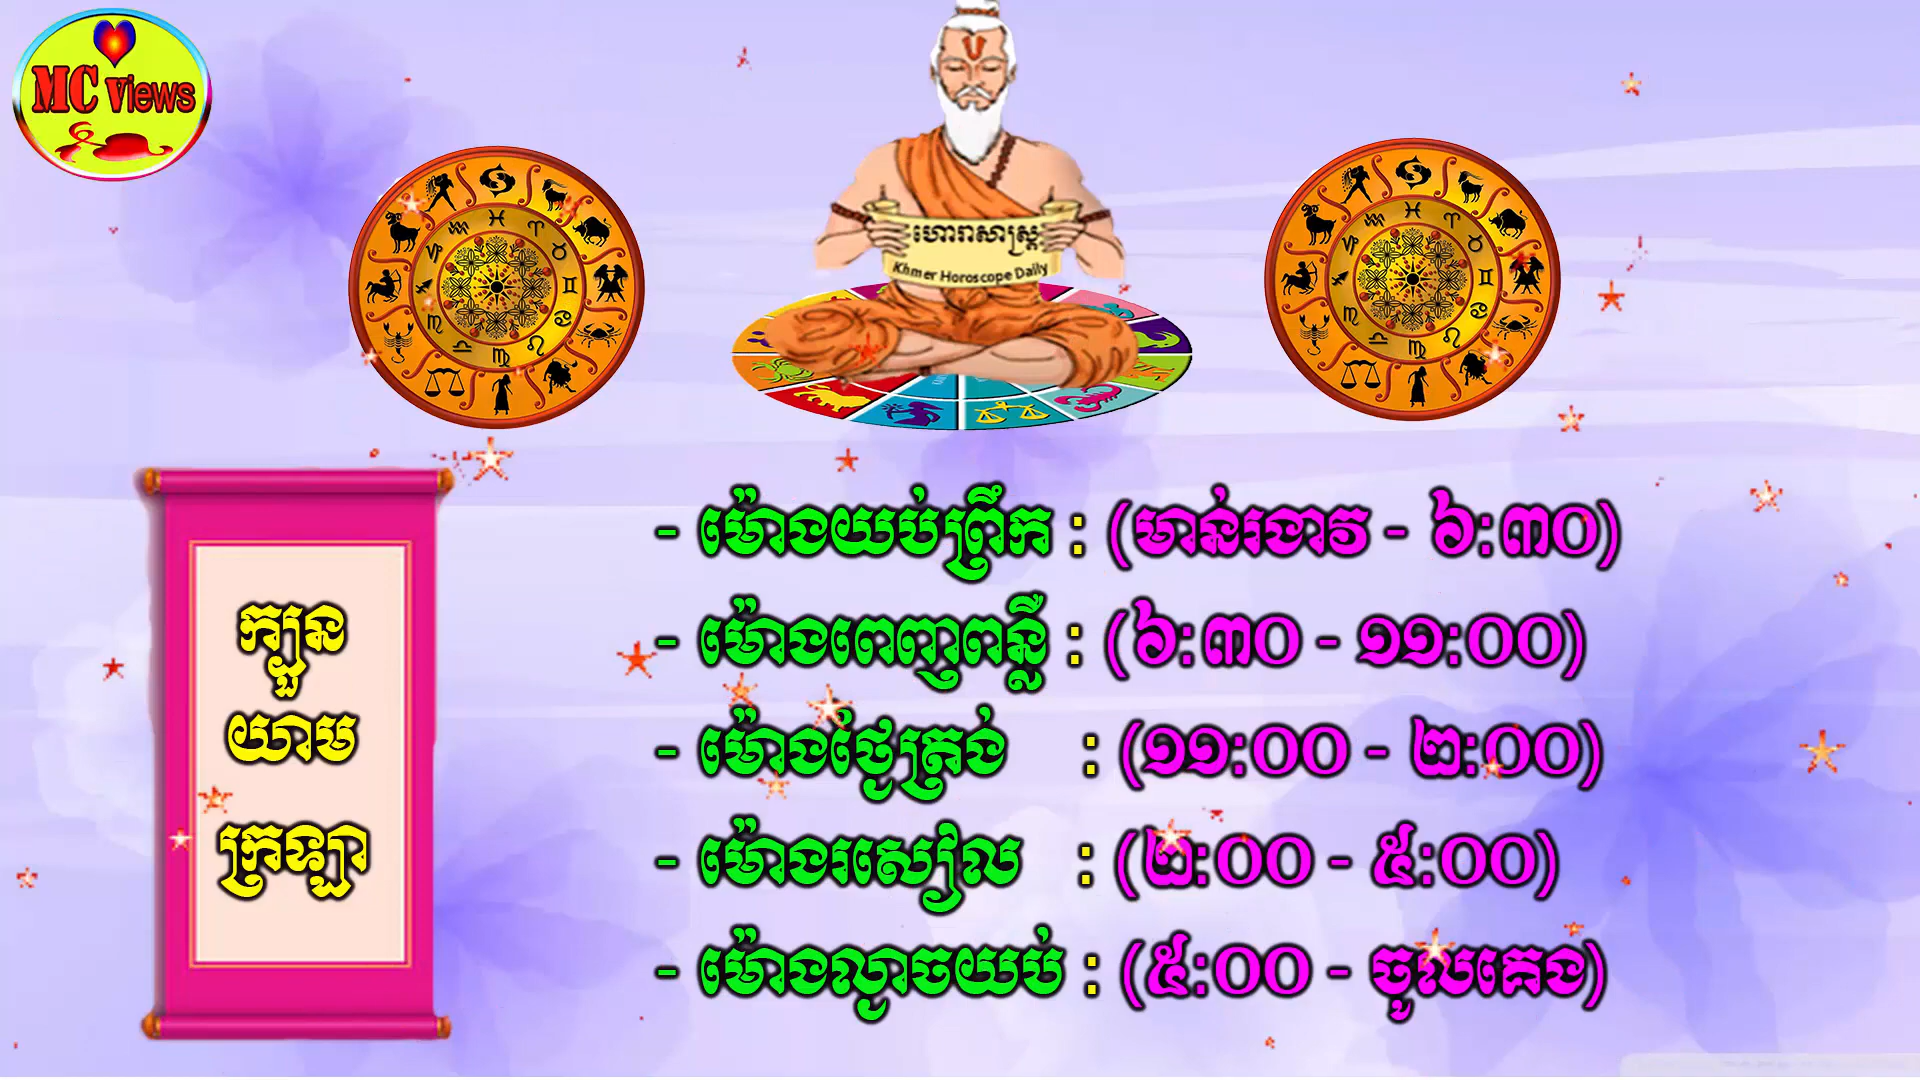 MC Views
ហោរាសាស្ត្រ
Khmer Horoscope Daily
ក្បួន
យាម
ក្រឡា
- ម៉ោងយប់ព្រឹក : (មាន់រងាវ - ៦:៣០)
- ម៉ោងពេញពន្លឺ : (៦:៣០ - ១១:០០)
- ម៉ោងថ្ងៃត្រង់ : (១១:០០ - ២:០០)
- ម៉ោងរសៀល : (២:០០ - ៥:០០)
- ម៉ោងល្ងាចយប់ : (៥:០០ - ចូលគេង)